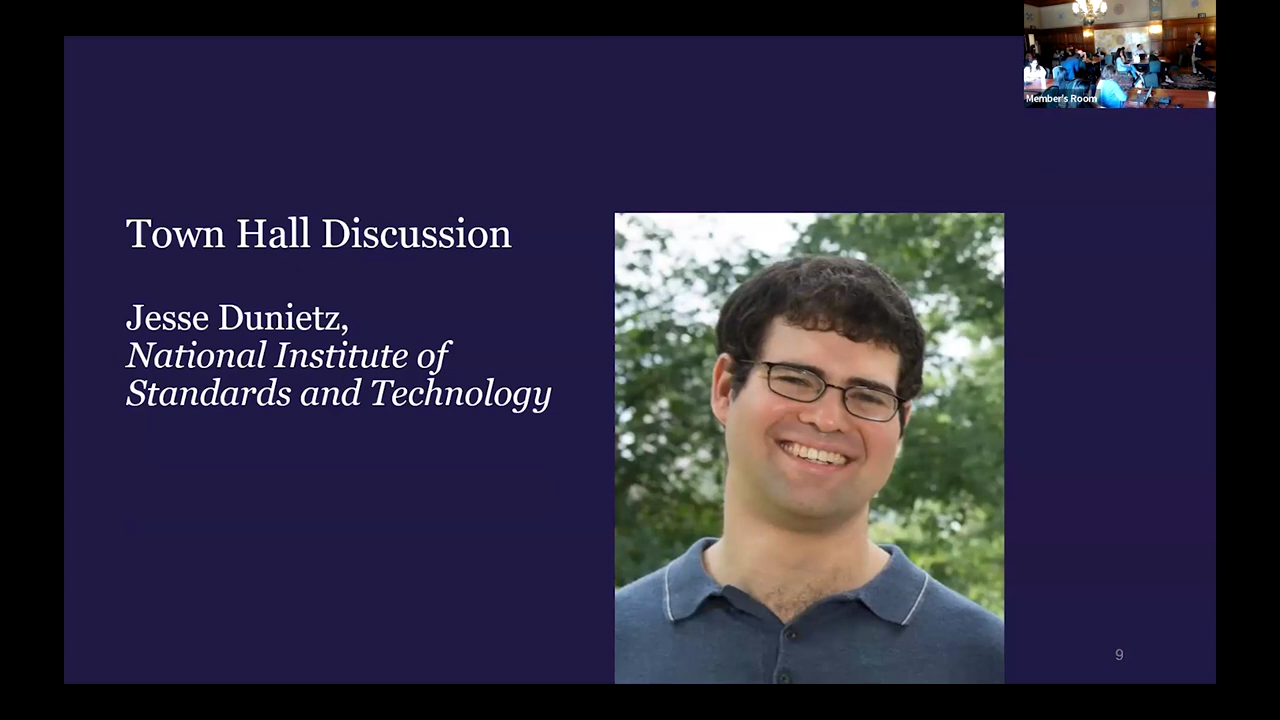 Member's Room
Town Hall Discussion
Jesse Dunietz,
National Institute of
Standards and Technology
9